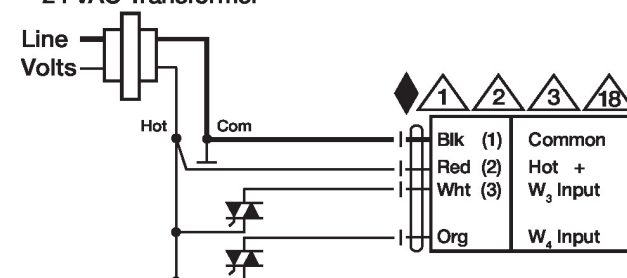 24 VAC Transformer
Line
Volts
Hot
Com
1 2 3 18
Blk (1) Common
Red (2) Hot +
Wht (3) W3 Input
Org W4 Input